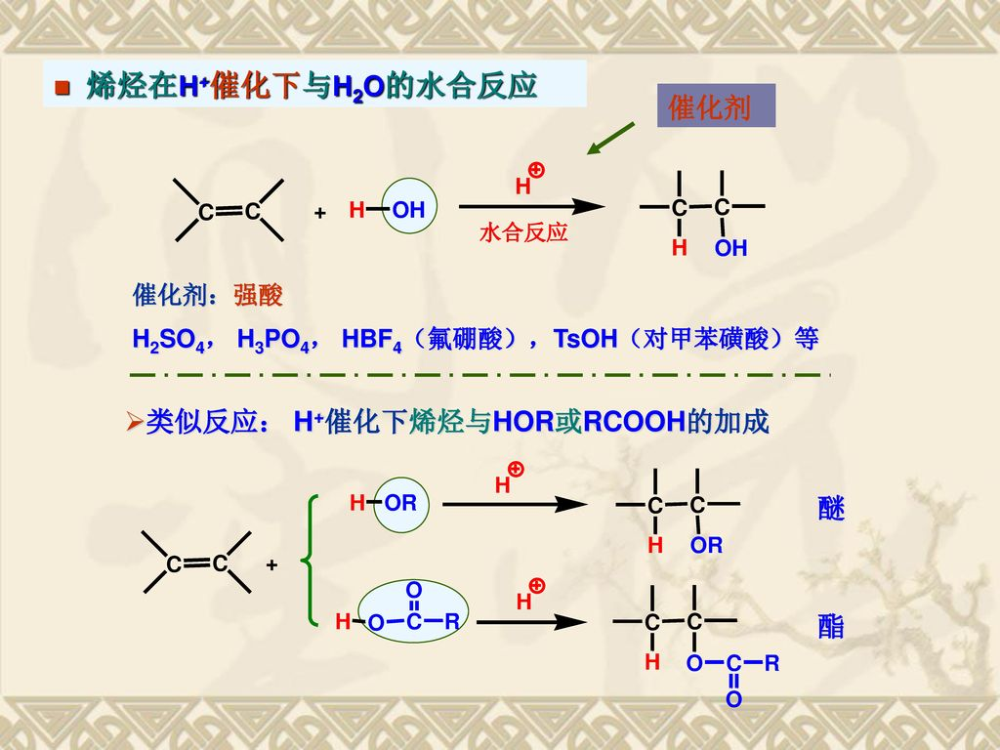 ■ 烯烃在H⁺催化下与H₂O的水合反应
催化剂
C C + H OH H⊕ C C
水合反应
H OH
催化剂：强酸
H₂SO₄， H₃PO₄， HBF₄（氟硼酸），TsOH（对甲苯磺酸）等
➢类似反应： H⁺催化下烯烃与HOR或RCOOH的加成
H OR H⊕ C C 醚
H OR
C C +
O
H O C R H⊕ C C 酯
H O C R
O